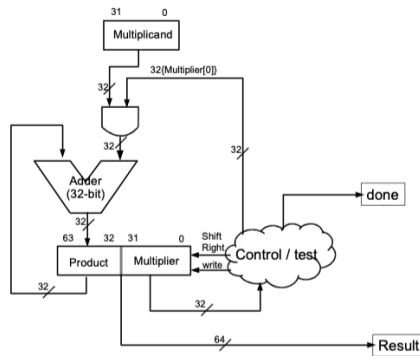 31 0
Multiplicand
32{Multiplier[0]}
32
32
32
Adder
(32-bit)
32
done
63 32 31 0
Shift
Right
Control / test
Product
Multiplier
write
32
32
64
Result